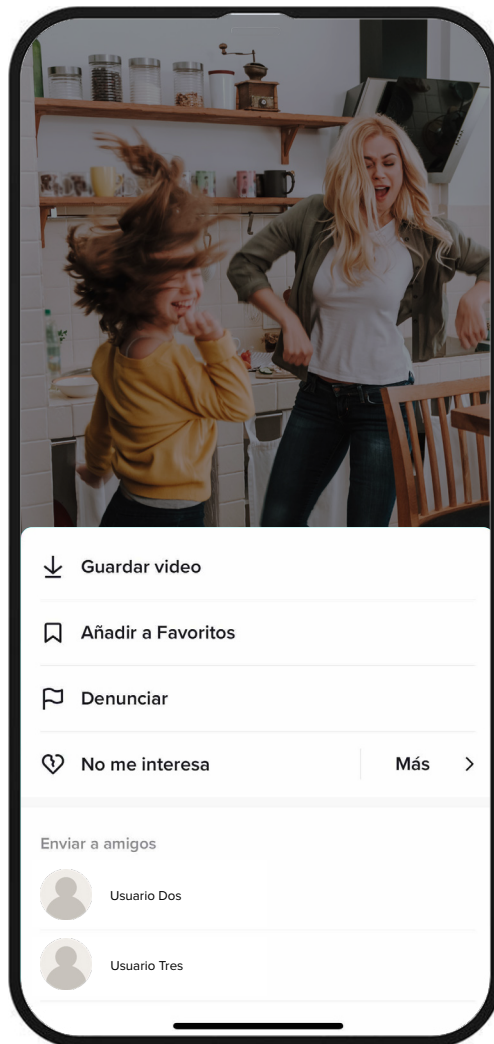 Guardar video
Añadir a Favoritos
Denunciar
No me interesa Más
Enviar a amigos
Usuario Dos
Usuario Tres